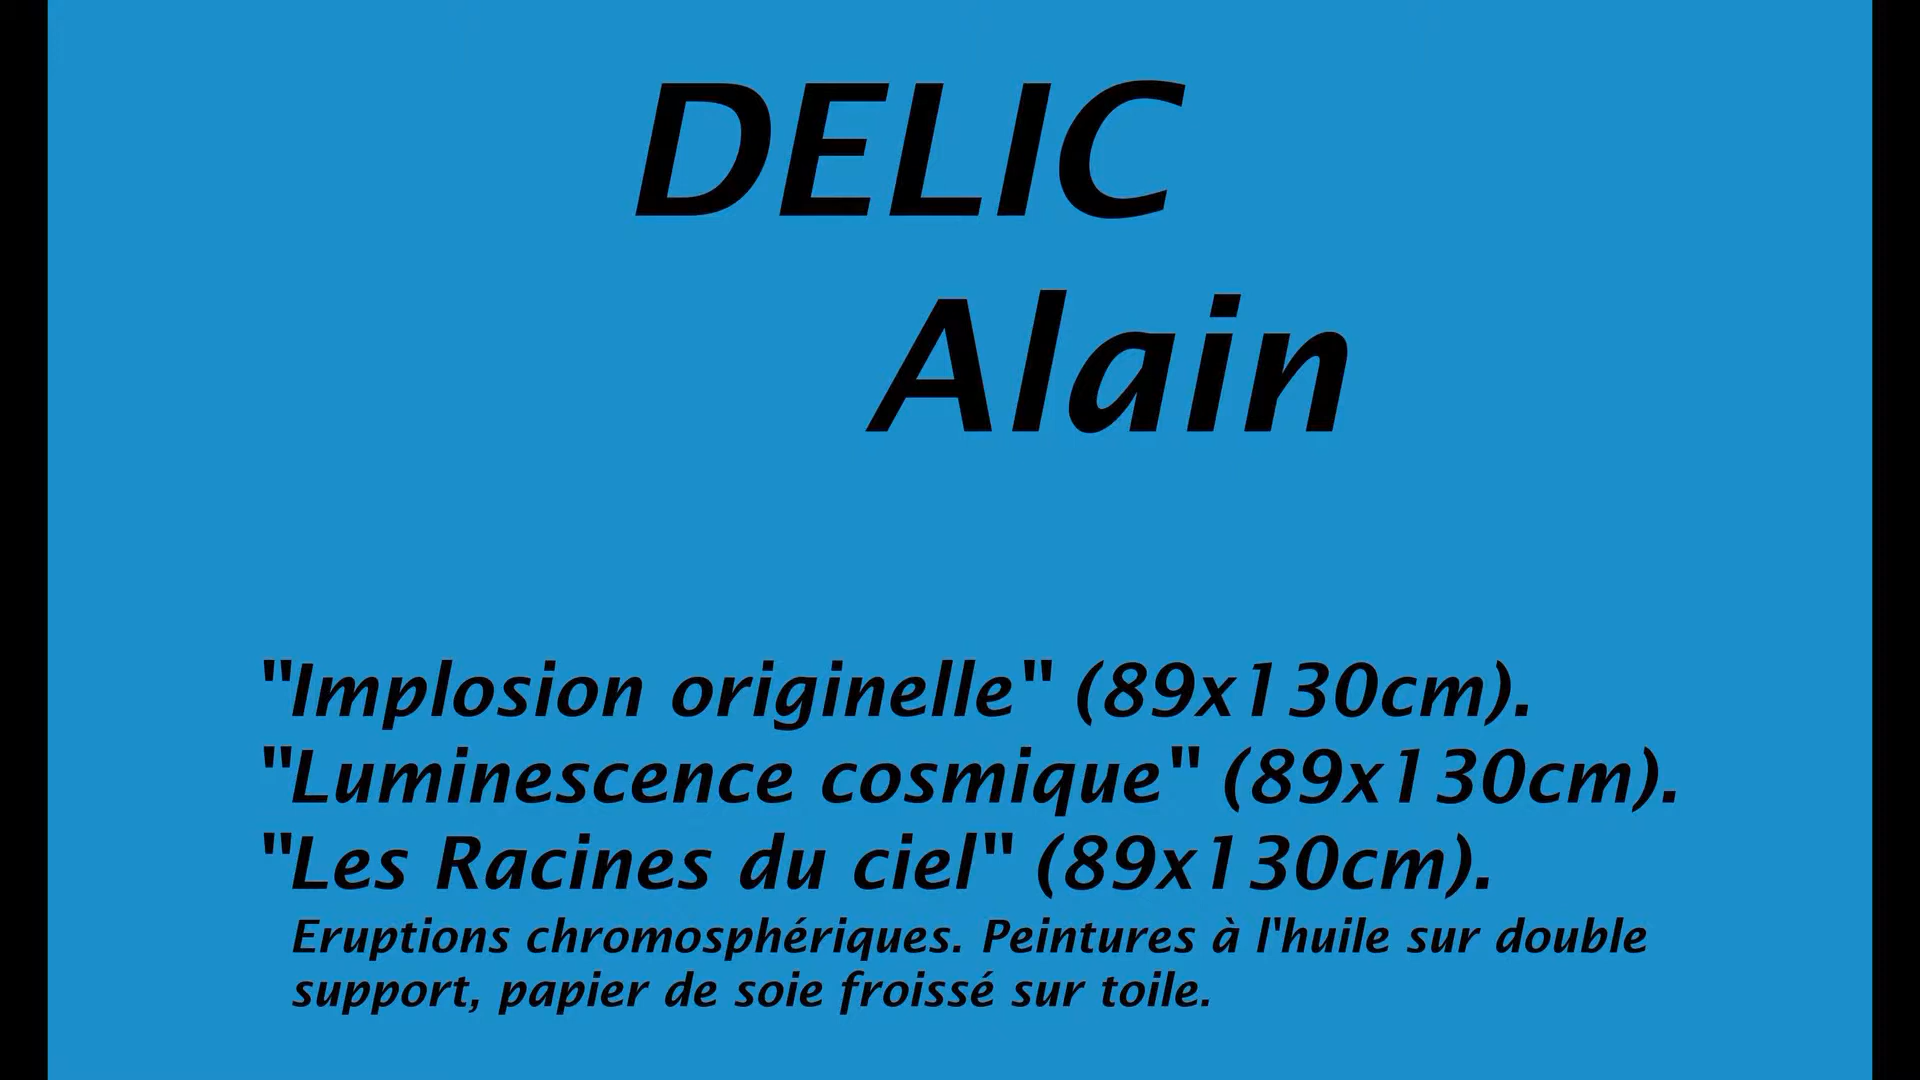 DELIC
Alain
"Implosion originelle" (89x130cm).
"Luminescence cosmique" (89x130cm).
"Les Racines du ciel" (89x130cm).
Eruptions chromosphériques. Peintures à l'huile sur double
support, papier de soie froissé sur toile.